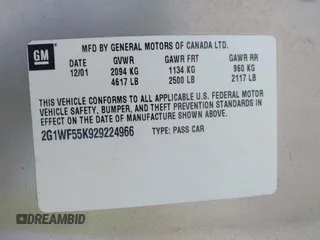 GM
MFD BY GENERAL MOTORS OF CANADA LTD.
DATE GVWR GAWR FRT GAWR RR
12/01 2094 KG 1134 KG 960 KG
4617 LB 2500 LB 2117 LB
THIS VEHICLE CONFORMS TO ALL APPLICABLE U.S. FEDERAL MOTOR
VEHICLE SAFETY, BUMPER, AND THEFT PREVENTION STANDARDS IN
EFFECT ON THE DATE OF MANUFACTURE SHOWN ABOVE.
2G1WF55K929224966 TYPE: PASS CAR
DREAMBID